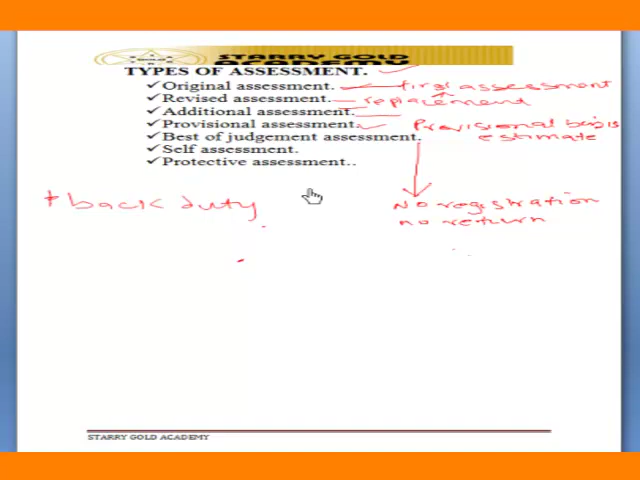 STARRY GOLD
ACADEMY
TYPES OF ASSESSMENT.
✓Original assessment. first assessment
✓Revised assessment. replacement
✓Additional assessment.
✓Provisional assessment Provisional basis
✓Best of judgement assessment. estimate
✓Self assessment.
✓Protective assessment..
+ back duty No registration
no return
STARRY GOLD ACADEMY